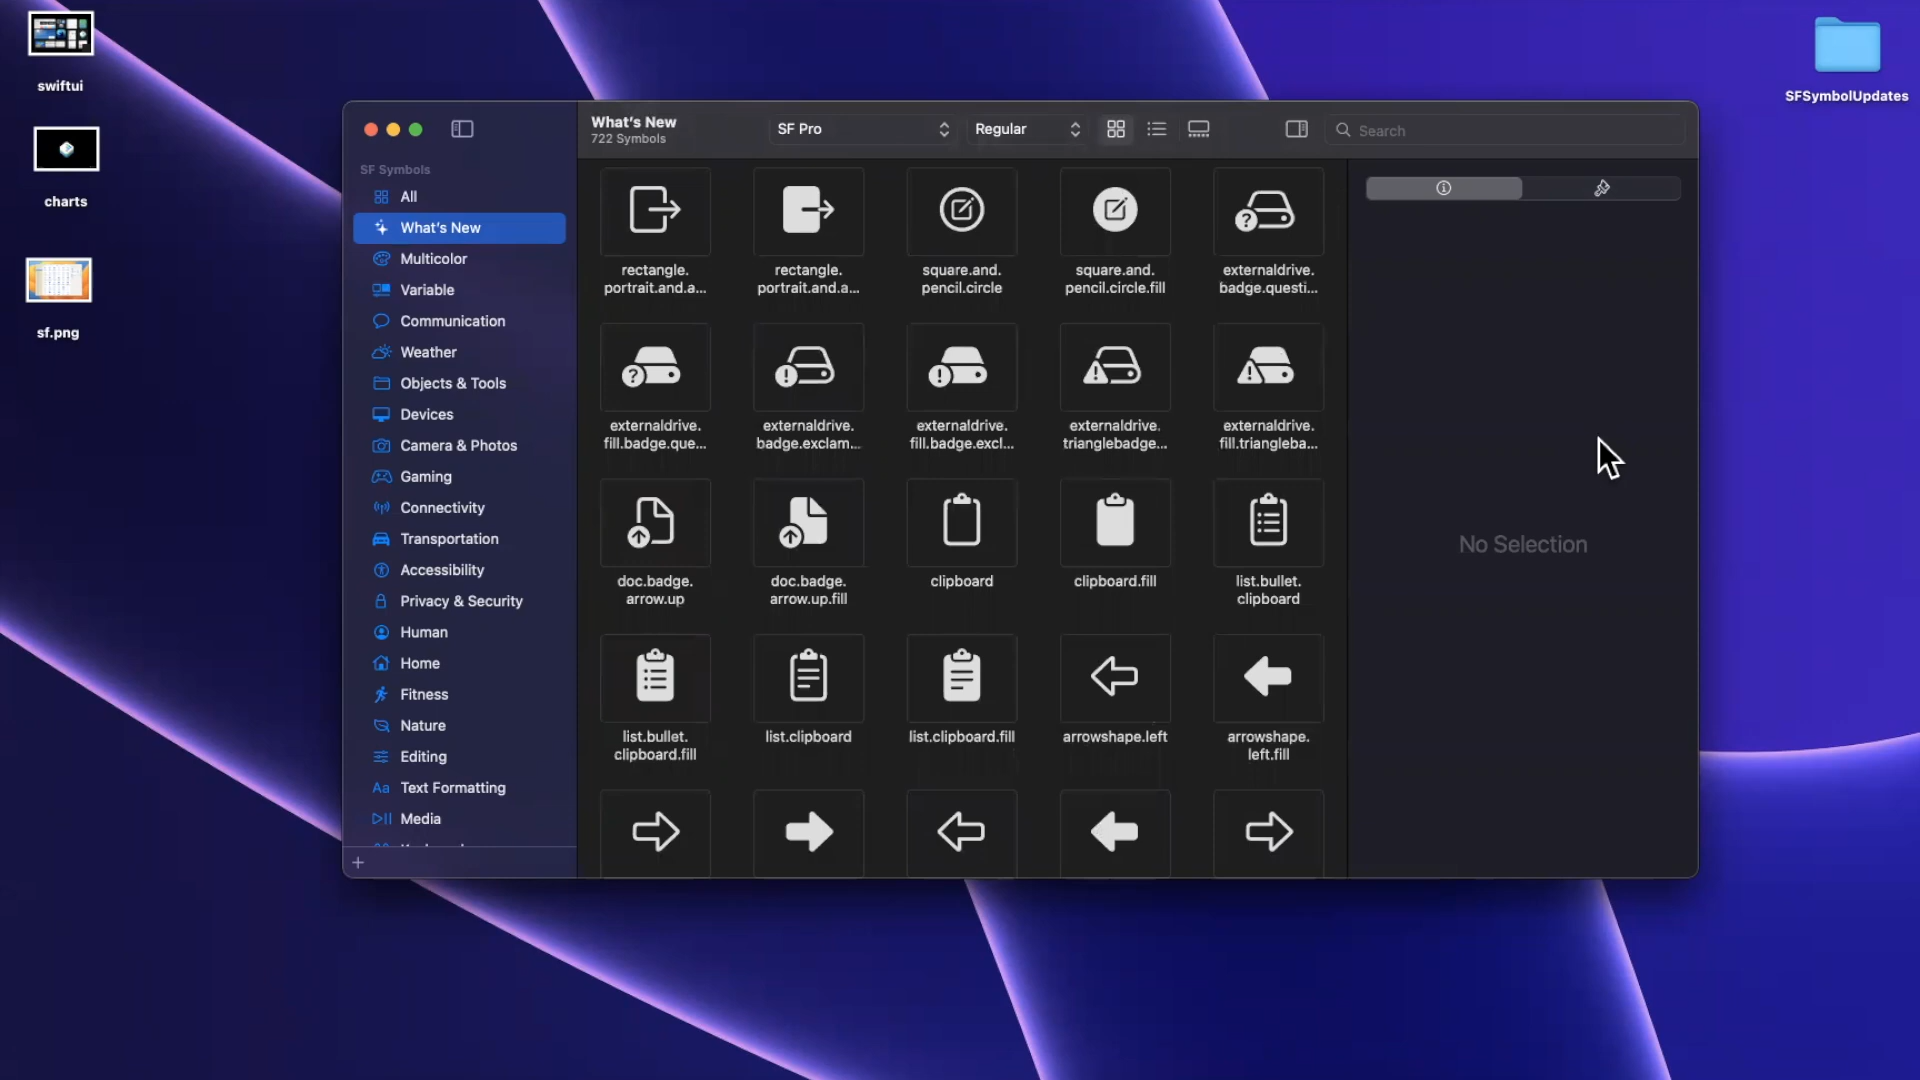 swiftui
charts
sf.png
SFSymbolUpdates
What's New
722 Symbols
SF Pro
Regular
Search
SF Symbols
All
What's New
Multicolor
Variable
Communication
Weather
Objects & Tools
Devices
Camera & Photos
Gaming
Connectivity
Transportation
Accessibility
Privacy & Security
Human
Home
Fitness
Nature
Editing
Aa Text Formatting
Media
rectangle.
portrait.and.a...
rectangle.
portrait.and.a...
square.and.
pencil.circle
square.and.
pencil.circle.fill
externaldrive.
badge.questi...
externaldrive.
fill.badge.que...
externaldrive.
badge.exclam...
externaldrive.
fill.badge.excl...
externaldrive.
trianglebadge...
externaldrive.
fill.triangleba...
doc.badge.
arrow.up
doc.badge.
arrow.up.fill
clipboard
clipboard.fill
list.bullet.
clipboard
list.bullet.
clipboard.fill
list.clipboard
list.clipboard.fill
arrowshape.left
arrowshape.
left.fill
No Selection